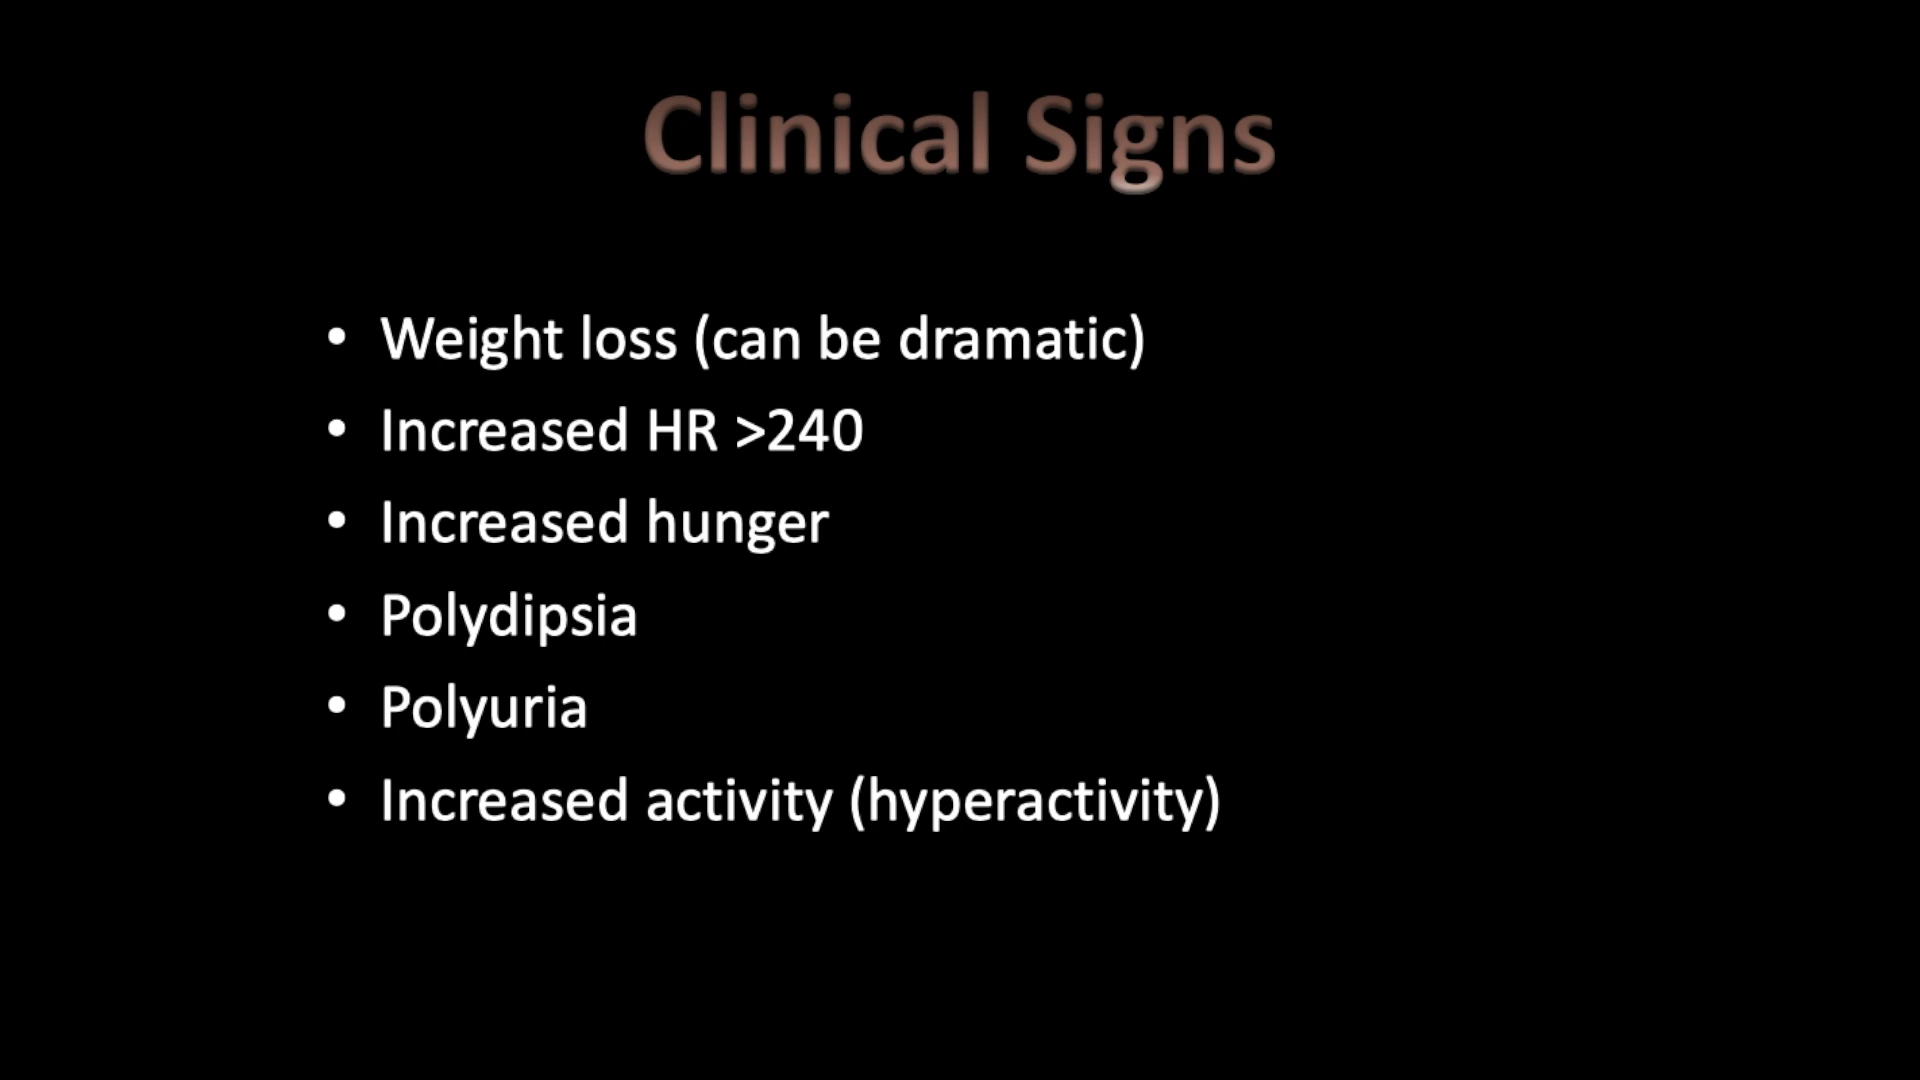 Clinical Signs
• Weight loss (can be dramatic)
• Increased HR >240
• Increased hunger
• Polydipsia
• Polyuria
• Increased activity (hyperactivity)